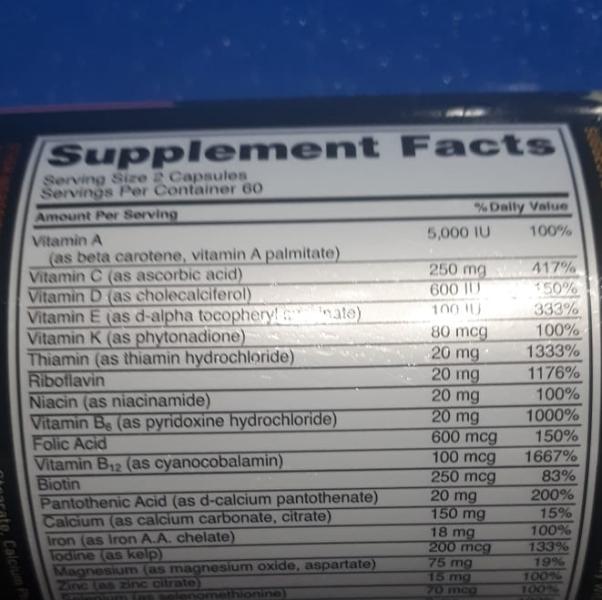 Supplement Facts
Serving Size 2 Capsules
Servings Per Container 60
Amount Per Serving % Daily Value
Vitamin A 5,000 IU 100%
(as beta carotene, vitamin A palmitate)
Vitamin C (as ascorbic acid) 250 mg 417%
Vitamin D (as cholecalciferol) 600 IU 150%
Vitamin E (as d-alpha tocopheryl 100 IU 333%
Vitamin K (as phytonadione) 80 mcg 100%
Thiamin (as thiamin hydrochloride) 20 mg 1333%
Riboflavin 20 mg 1176%
Niacin (as niacinamide) 20 mg 100%
Vitamin B6 (as pyridoxine hydrochloride) 20 mg 1000%
Folic Acid 600 mcg 150%
Vitamin B12 (as cyanocobalamin) 100 mcg 1667%
Biotin 250 mcg 83%
Pantothenic Acid (as d-calcium pantothenate) 20 mg 200%
Calcium (as calcium carbonate, citrate) 150 mg 15%
Iron (as Iron A.A. chelate) 18 mg 100%
Iodine (as kelp) 200 mcg 133%
Magnesium (as magnesium oxide, aspartate) 75 mg 19%
Zinc (as zinc citrate) 15 mg 100%
selenomethionine) 70 mcg 100%